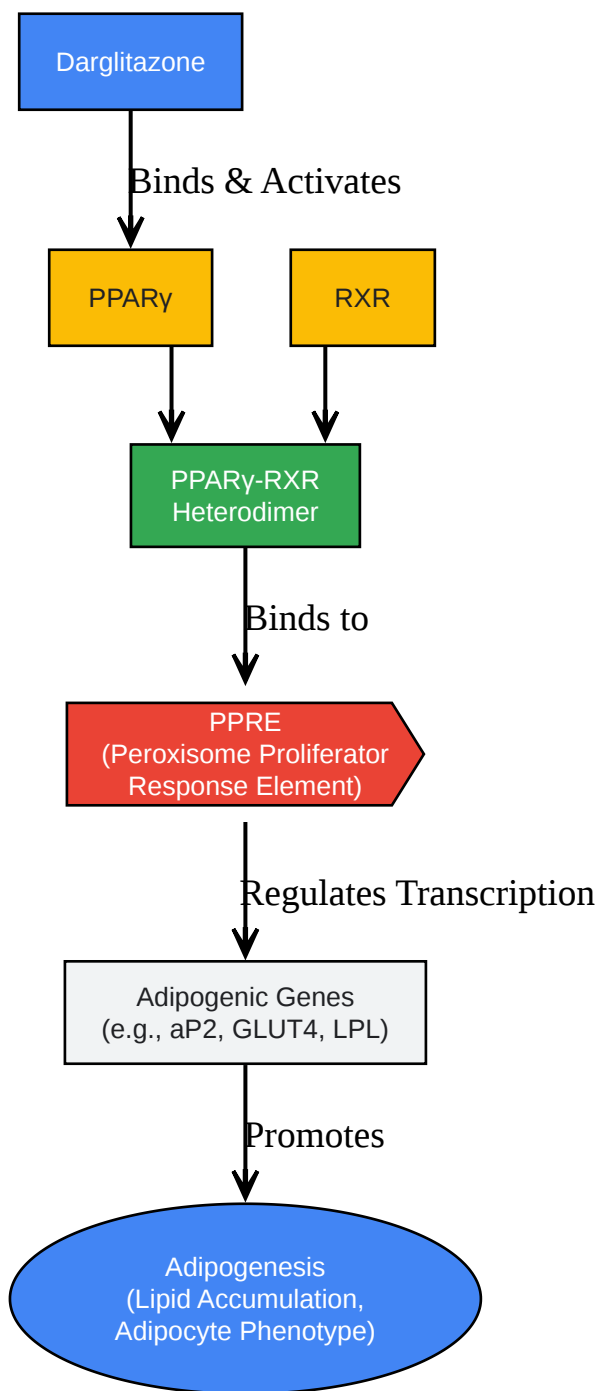 Darglitazone
Binds & Activates
PPARγ
RXR
PPARγ-RXR
Heterodimer
Binds to
PPRE
(Peroxisome Proliferator
Response Element)
Regulates Transcription
Adipogenic Genes
(e.g., aP2, GLUT4, LPL)
Promotes
Adipogenesis
(Lipid Accumulation,
Adipocyte Phenotype)